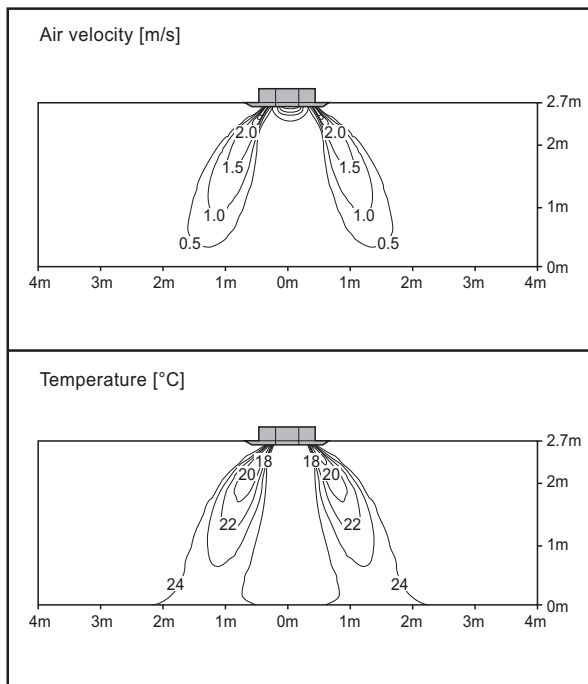 Air velocity [m/s]
2.7m
2.0 2.0
2m
1.5 1.5
1m
1.0 1.0
0.5 0.5
0m
4m 3m 2m 1m 0m 1m 2m 3m 4m
Temperature [°C]
2.7m
18 18
20 20
2m
22 22
1m
24 24
0m
4m 3m 2m 1m 0m 1m 2m 3m 4m